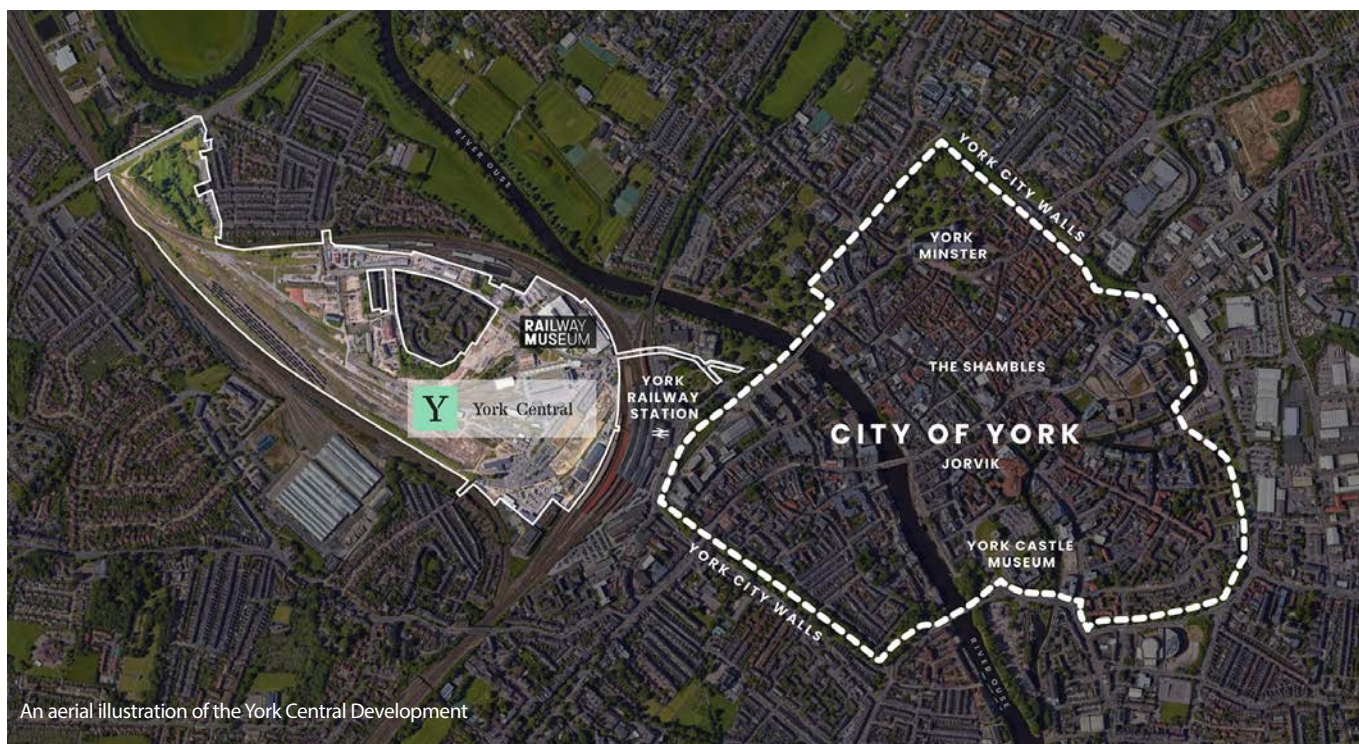 RIVER OUSE
YORK CITY WALLS
YORK
MINSTER
RAILWAY
MUSEUM
THE SHAMBLES
YORK
RAILWAY
STATION
Y York Central
CITY OF YORK
JORVIK
YORK CASTLE
MUSEUM
YORK CITY WALLS
RIVER OUSE
An aerial illustration of the York Central Development